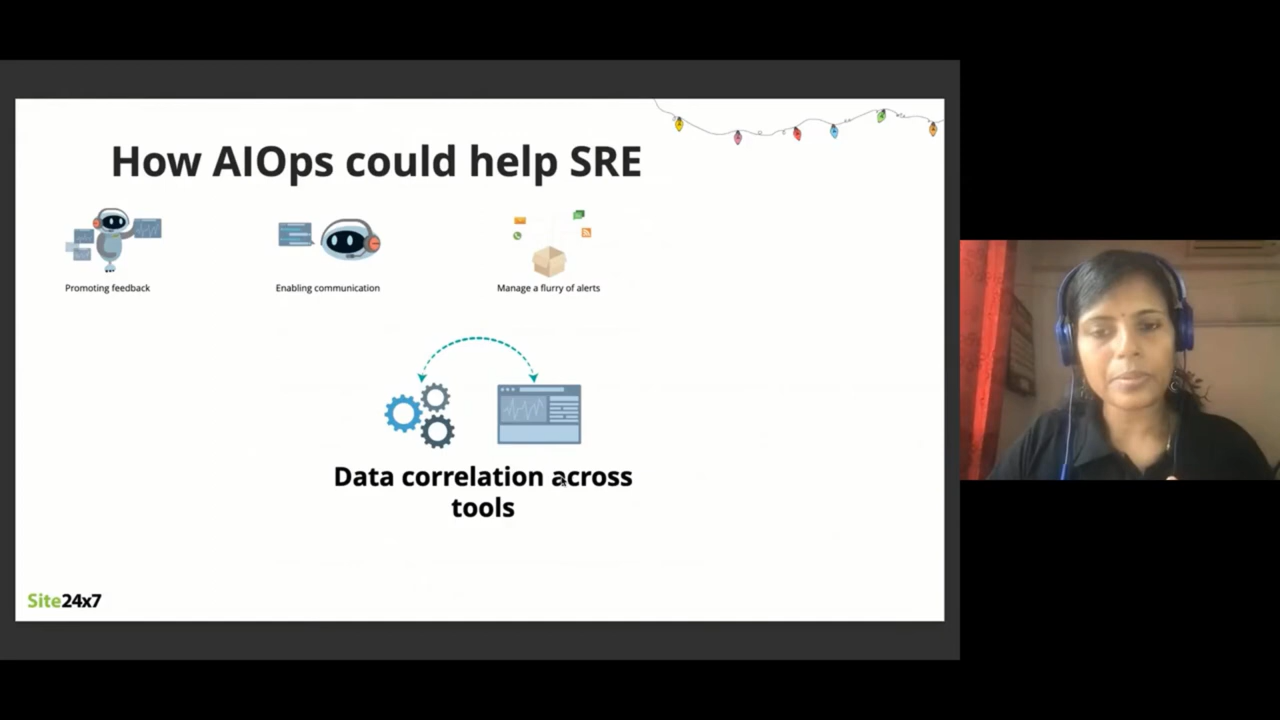 How AIOps could help SRE
Promoting feedback
Enabling communication
Manage a flurry of alerts
Data correlation across
tools
Site24x7